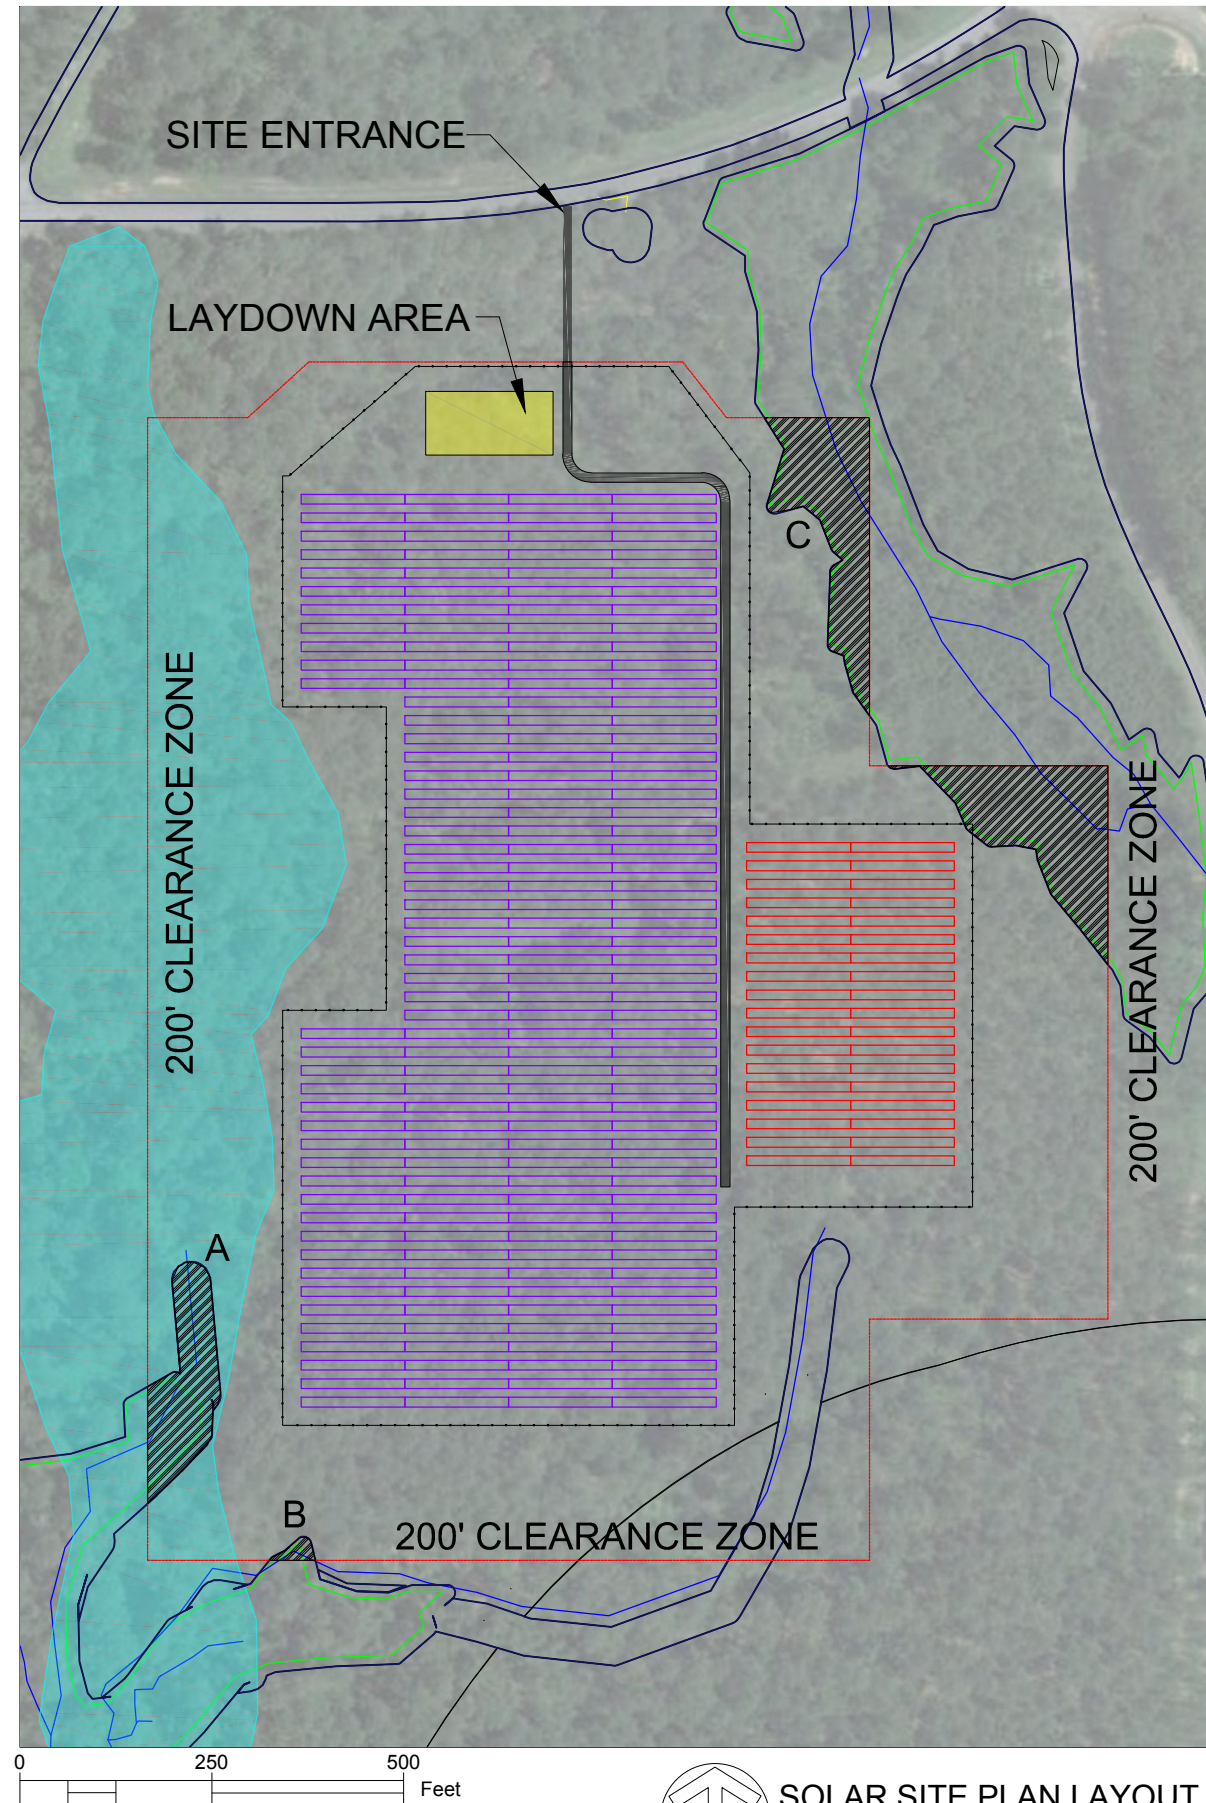 SITE ENTRANCE
LAYDOWN AREA
C
200' CLEARANCE ZONE
200' CLEARANCE ZONE
A
B
200' CLEARANCE ZONE
0 250 500
Feet
SOLAR SITE PLAN LAYOUT